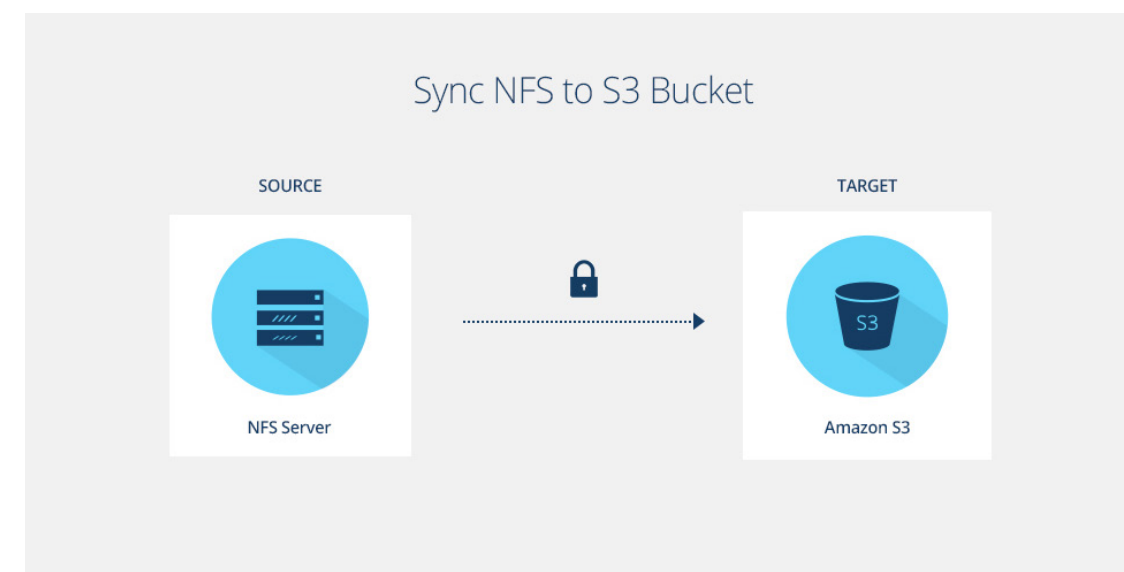 Sync NFS to S3 Bucket
SOURCE
TARGET
S3
NFS Server
Amazon S3